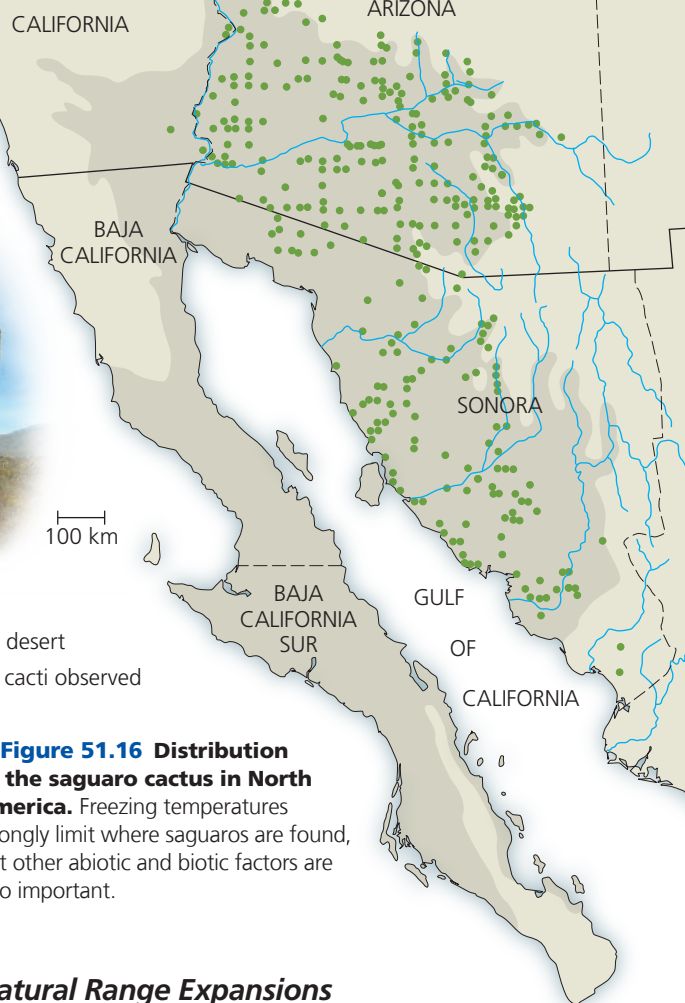 CALIFORNIA
ARIZONA
BAJA
CALIFORNIA
SONORA
100 km
BAJA
CALIFORNIA
SUR
GULF
OF
CALIFORNIA
desert
cacti observed
Figure 51.16 Distribution
the saguaro cactus in North
merica. Freezing temperatures
ongly limit where saguaros are found,
t other abiotic and biotic factors are
o important.
atural Range Expansions